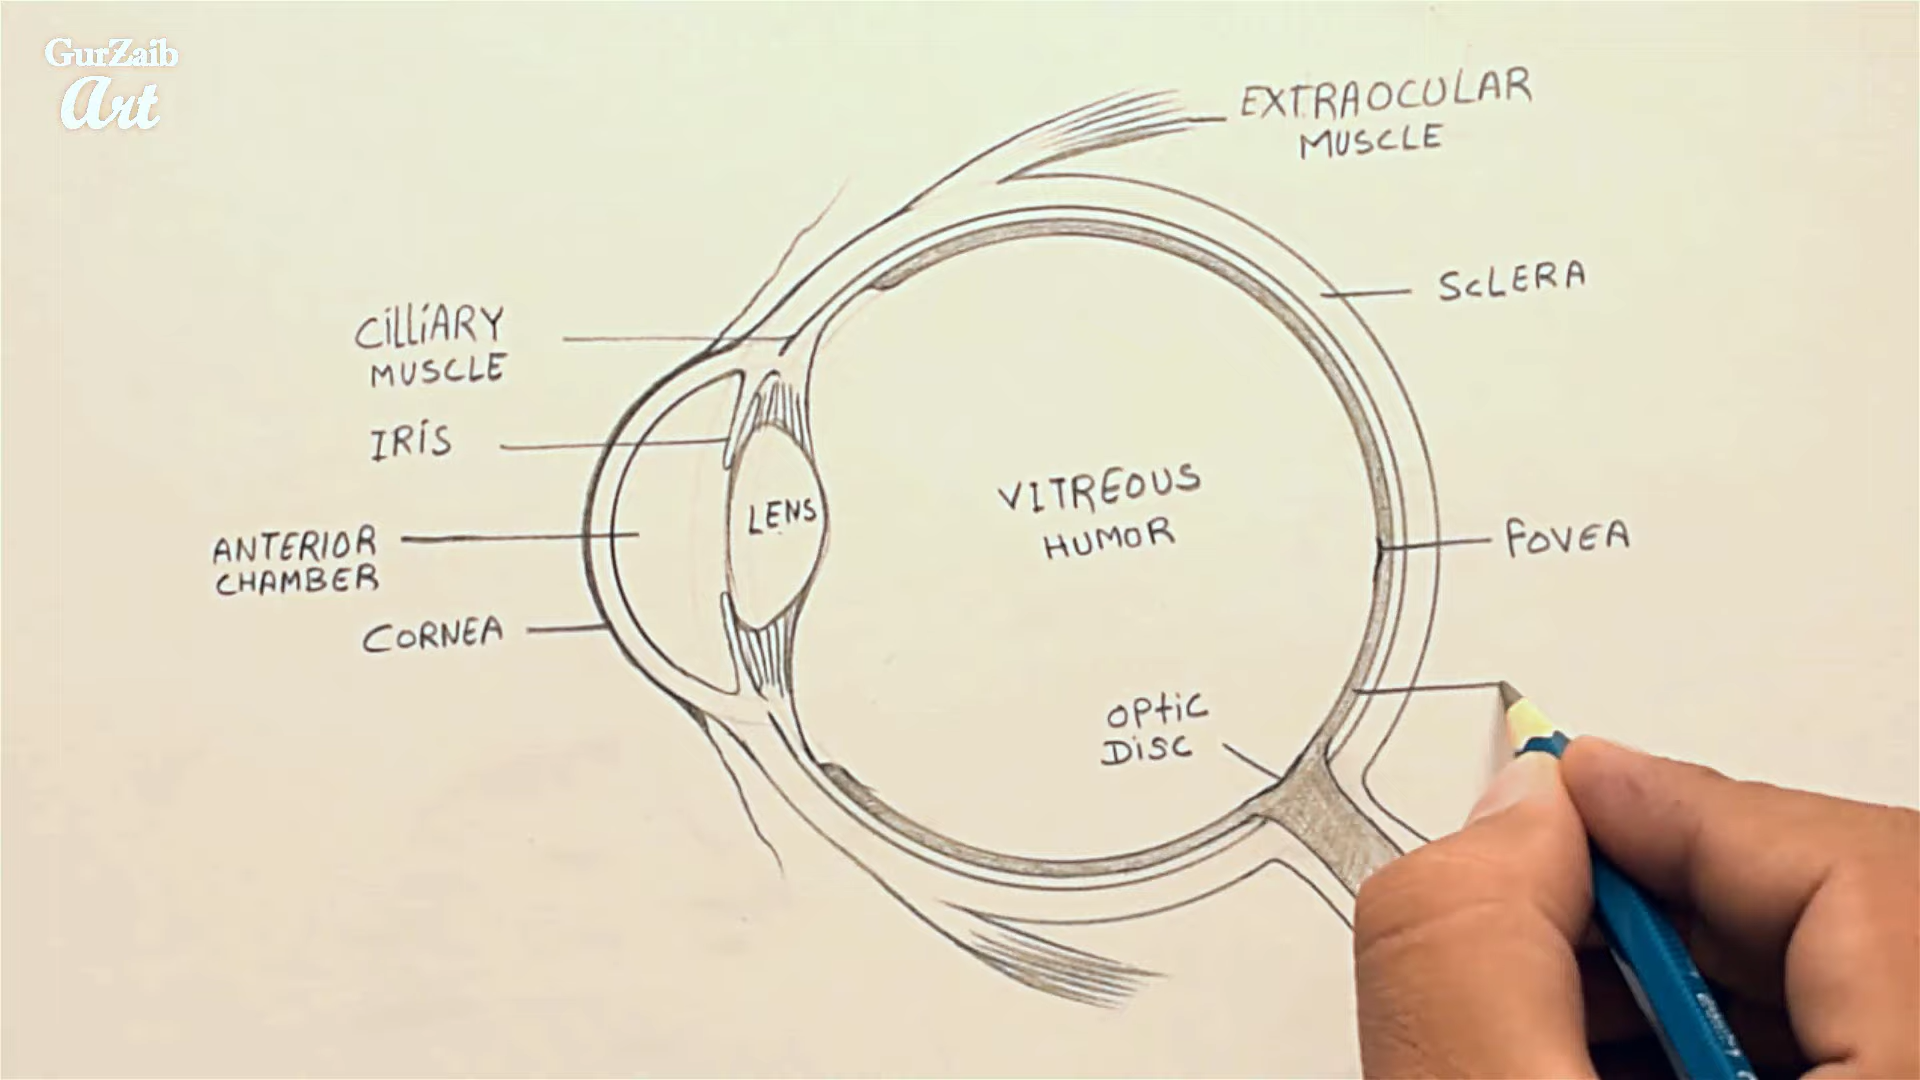 GurZaib
Art
EXTRAOCULAR
MUSCLE
SCLERA
CILLIARY
MUSCLE
IRIS
LENS
VITREOUS
HUMOR
ANTERIOR
CHAMBER
FOVEA
CORNEA
OPtiC
DISC